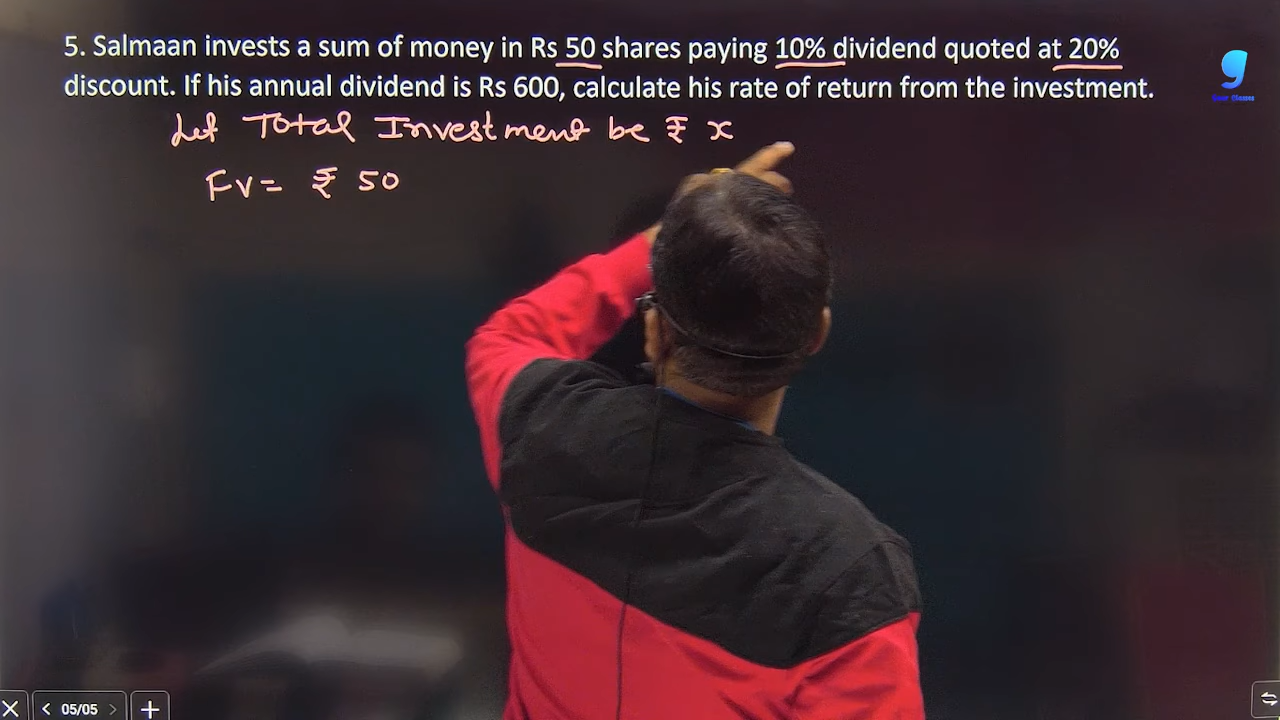 5. Salmaan invests a sum of money in Rs 50 shares paying 10% dividend quoted at 20%
discount. If his annual dividend is Rs 600, calculate his rate of return from the investment.
Let Total Investment be ₹ x
FV = ₹ 50
05/05